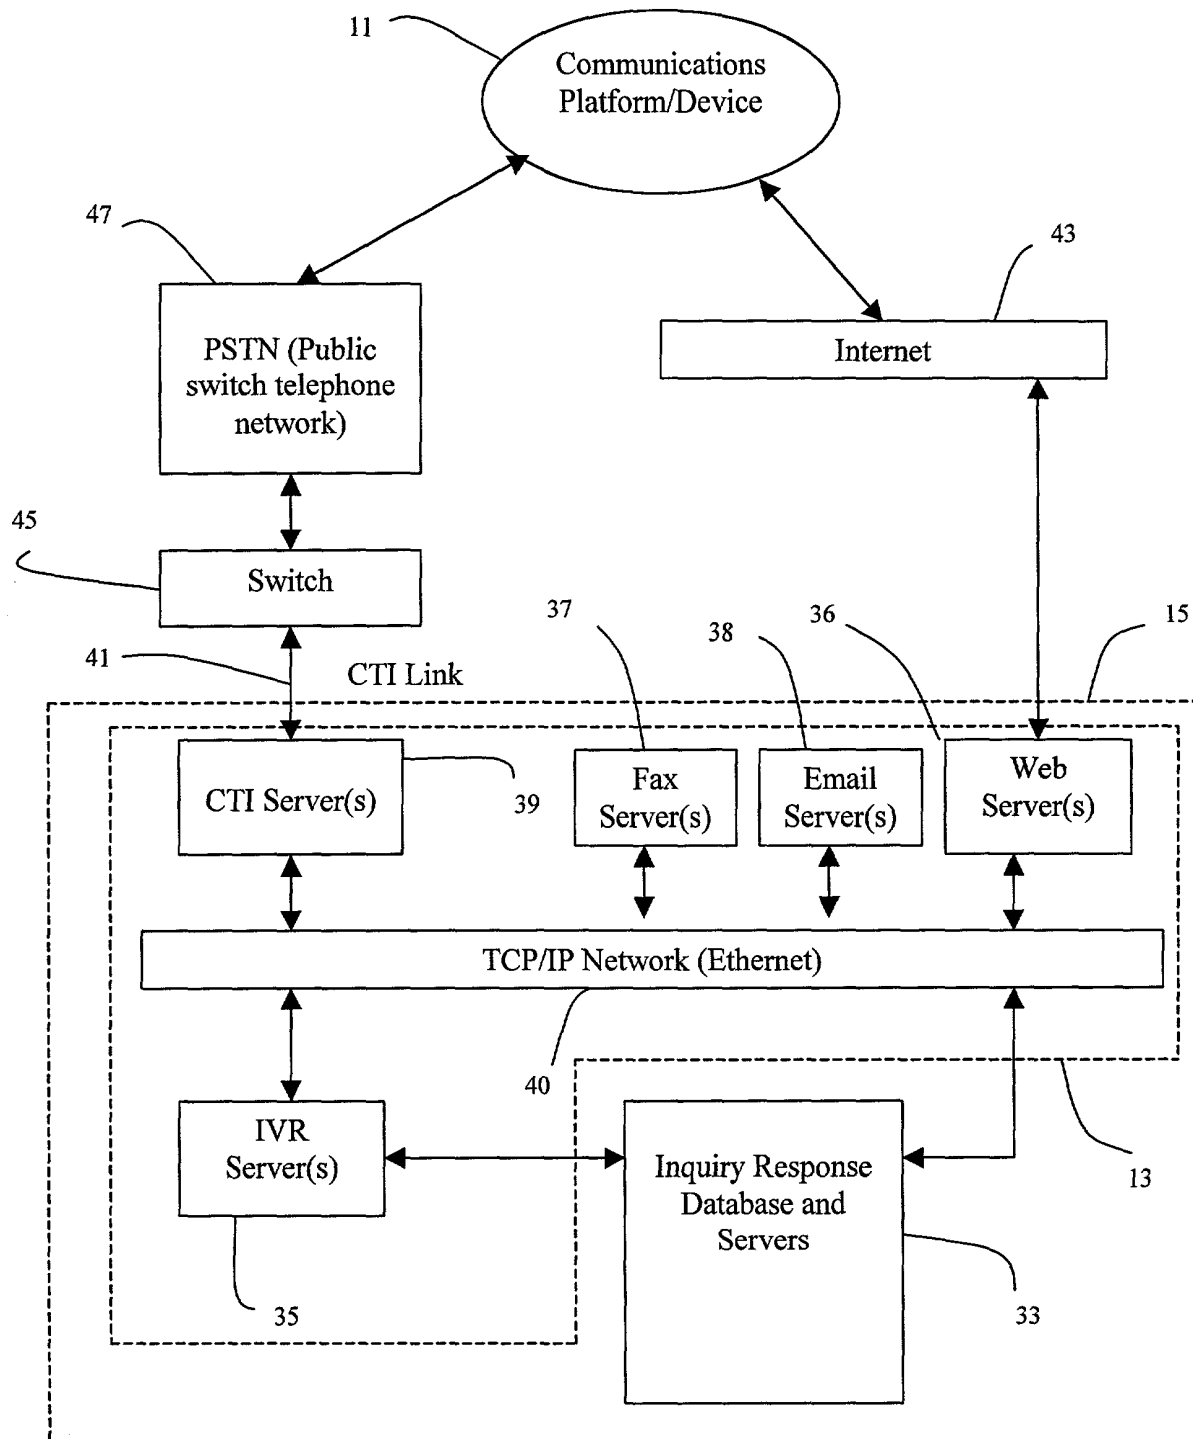 11
Communications
Platform/Device
47
43
PSTN (Public
switch telephone
network)
Internet
45
Switch
37
38
36
15
41
CTI Link
CTI Server(s)
39
Fax
Server(s)
Email
Server(s)
Web
Server(s)
TCP/IP Network (Ethernet)
40
IVR
Server(s)
Inquiry Response
Database and
Servers
13
35
33